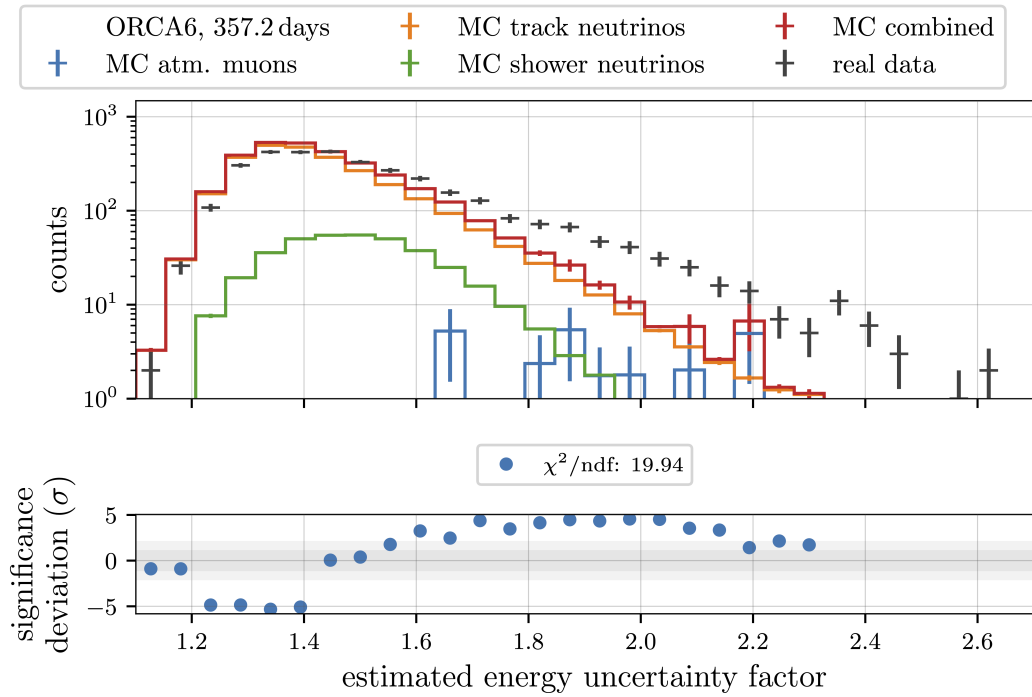 ORCA6, 357.2 days
MC track neutrinos
MC combined
MC atm. muons
MC shower neutrinos
real data
10³
10²
10¹
10⁰
counts
χ²/ndf: 19.94
5
0
−5
significance
deviation (σ)
1.2 1.4 1.6 1.8 2.0 2.2 2.4 2.6
estimated energy uncertainty factor